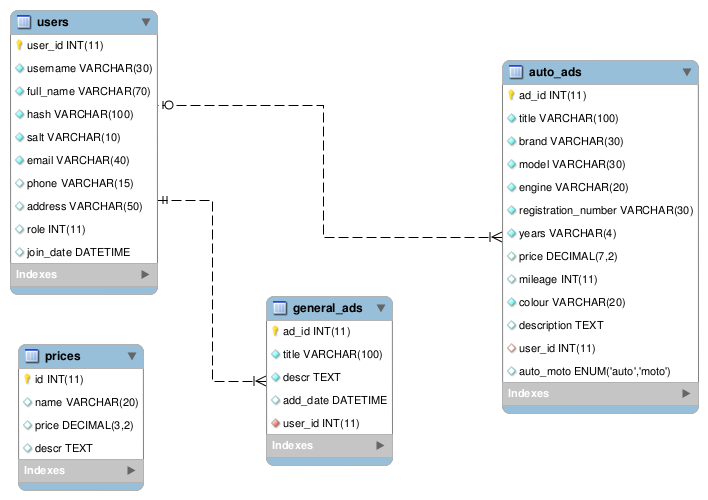 users
user_id INT(11)
username VARCHAR(30)
full_name VARCHAR(70)
hash VARCHAR(100)
salt VARCHAR(10)
email VARCHAR(40)
phone VARCHAR(15)
address VARCHAR(50)
role INT(11)
join_date DATETIME
Indexes
prices
id INT(11)
name VARCHAR(20)
price DECIMAL(3,2)
descr TEXT
Indexes
general_ads
ad_id INT(11)
title VARCHAR(100)
descr TEXT
add_date DATETIME
user_id INT(11)
Indexes
auto_ads
ad_id INT(11)
title VARCHAR(100)
brand VARCHAR(30)
model VARCHAR(30)
engine VARCHAR(20)
registration_number VARCHAR(30)
years VARCHAR(4)
price DECIMAL(7,2)
mileage INT(11)
colour VARCHAR(20)
description TEXT
user_id INT(11)
auto_moto ENUM('auto','moto')
Indexes